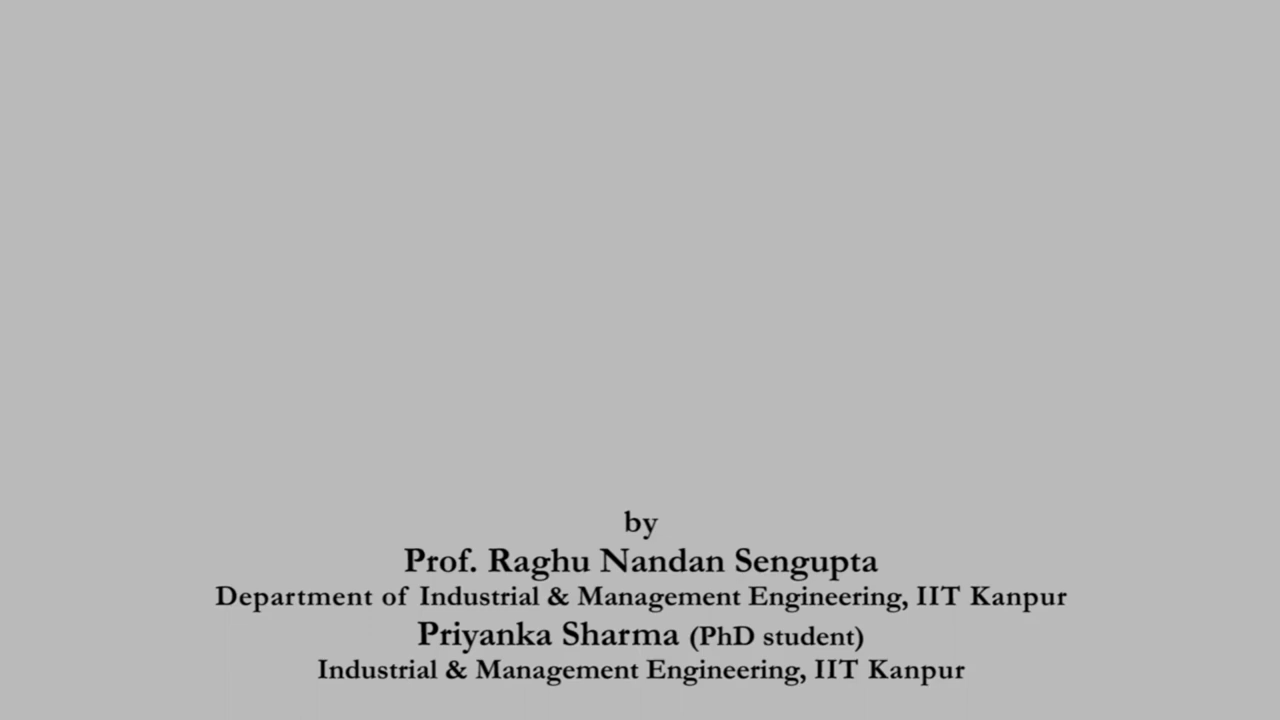 by
Prof. Raghu Nandan Sengupta
Department of Industrial & Management Engineering, IIT Kanpur
Priyanka Sharma (PhD student)
Industrial & Management Engineering, IIT Kanpur